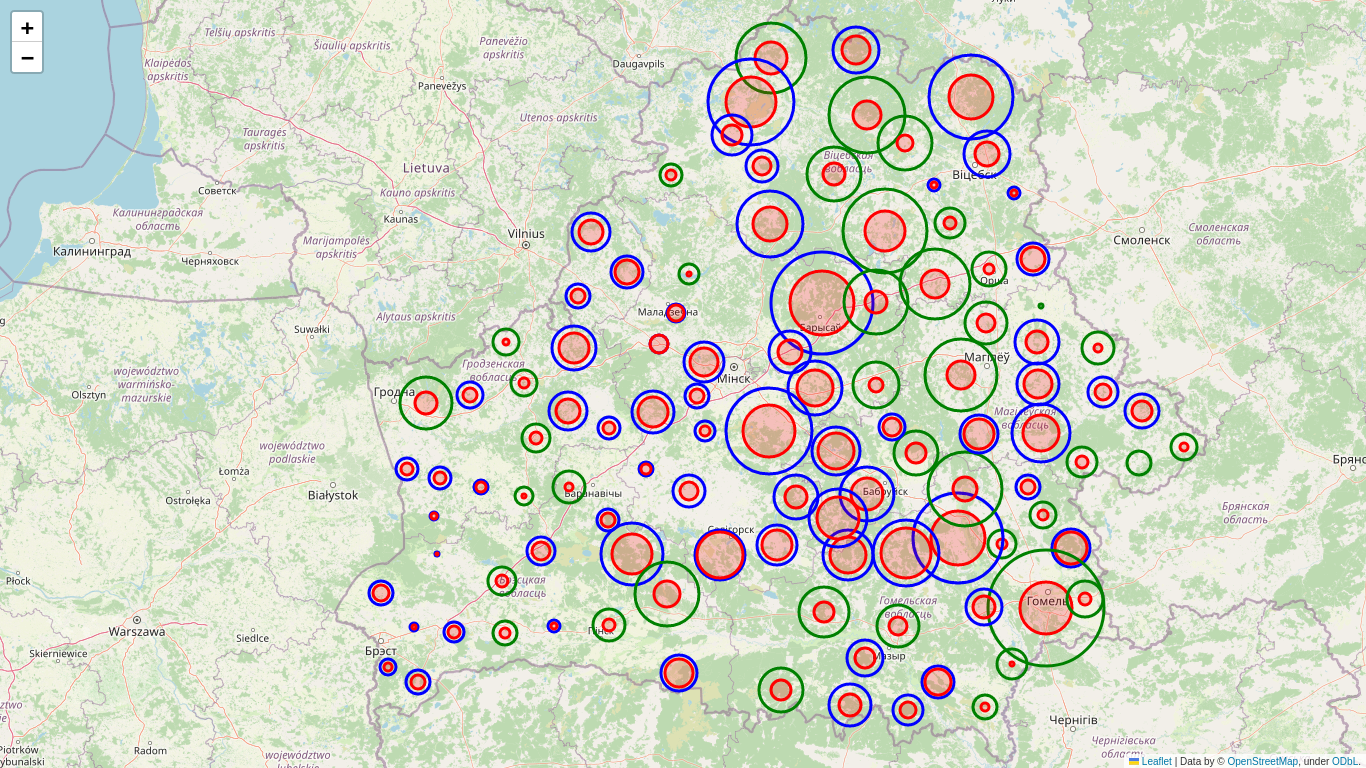 +
−
Луки
Telšių apskritis
Šiaulių apskritis
Panevėžio
apskritis
Klaipėdos
apskritis
Daugavpils
Panevėžys
Utenos apskritis
Tauragės
apskritis
Lietuva
Віцебская
вобласць
Віцебск
Советск
Kauno apskritis
Калининградская
область
Kaunas
Marijampolės
apskritis
Vilnius
Калининград
Черняховск
Смоленск
Смоленская
область
Орша
Alytaus apskritis
Маладзечна
Барысаў
Suwałki
Магілёў
województwo
warmińsko-
mazurskie
Гродзенская
вобласць
Мінск
Olsztyn
Гродна
Магілёўская
вобласць
województwo
podlaskie
Łomża
Бранс
Białystok
Ostrołęka
Баранавічы
Бабруйск
Брянская
область
Салігорск
Płock
Брэсцкая
вобласць
Гомельская
вобласць
Гомель
Warszawa
Siedlce
Пінск
Skierniewice
Брэст
Мазыр
Чернігів
Piotrków
Radom
województwo
Чернігівська
область
Leaflet | Data by © OpenStreetMap, under ODbL.